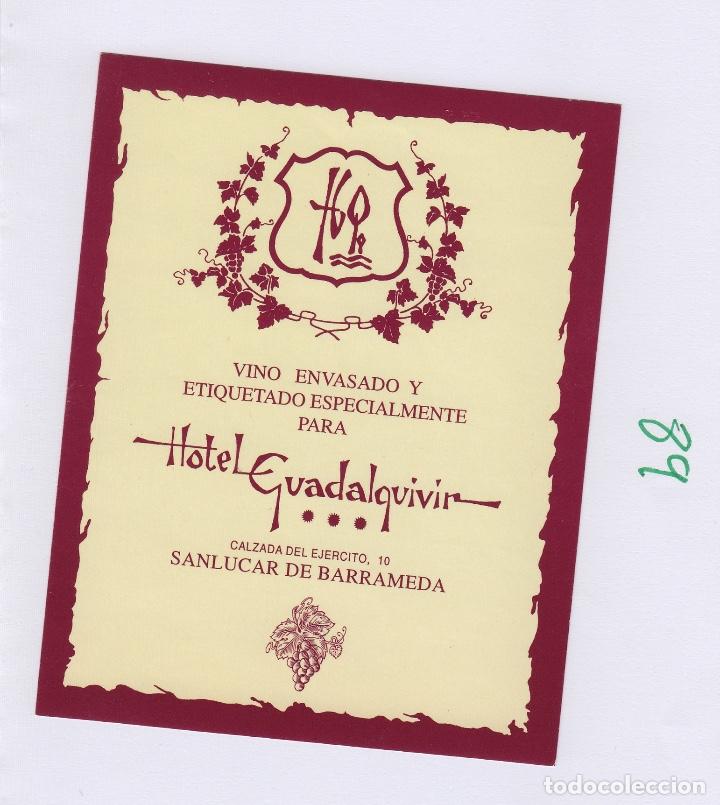 VINO ENVASADO Y
ETIQUETADO ESPECIALMENTE
PARA
Hotel Guadalquivir
CALZADA DEL EJERCITO, 10
SANLUCAR DE BARRAMEDA
89
todocoleccion